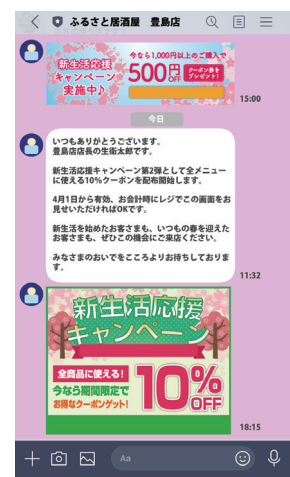 ふるさと居酒屋 豊島店
新生活応援
キャンペーン
実施中♪
今なら1,000円以上のご購入で
500円OFF
クーポン券を
プレゼント!
15:00
今日
いつもありがとうございます。
豊島店店長の生衛太郎です。
新生活応援キャンペーン第2弾として全メニュー
に使える10%クーポンを配布開始します。
4月1日から有効、お会計時にレジでこの画面をお
見せいただければOKです。
新生活を始めたお客さまも、いつもの春を迎えた
お客さまも、ぜひこの機会にご来店ください。
みなさまのおいでをこころよりお待ちしておりま
す。
11:32
新生活応援
キャンペーン
全商品に使える!
今なら期間限定で
お得なクーポンゲット!
10%
OFF
18:15
Aa